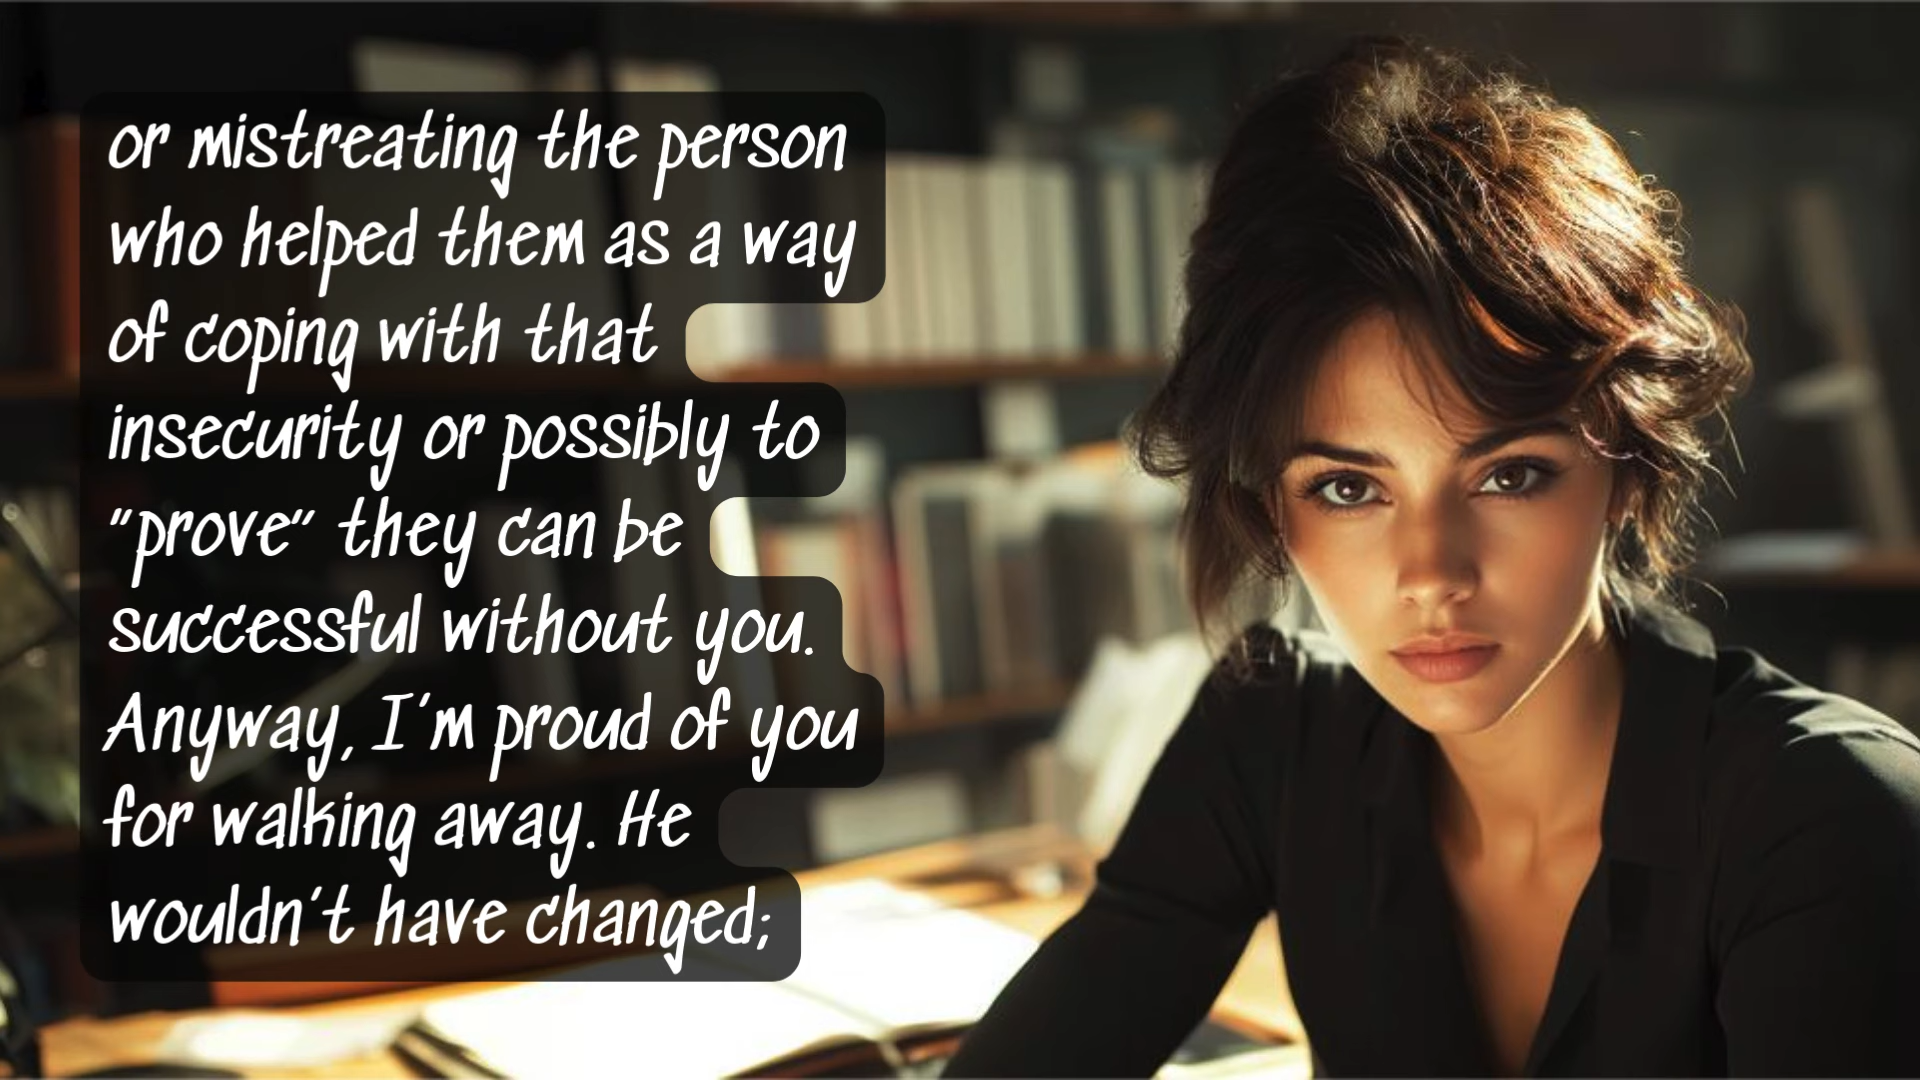 or mistreating the person
who helped them as a way
of coping with that
insecurity or possibly to
"prove" they can be
successful without you.
Anyway, I'm proud of you
for walking away. He
wouldn't have changed;